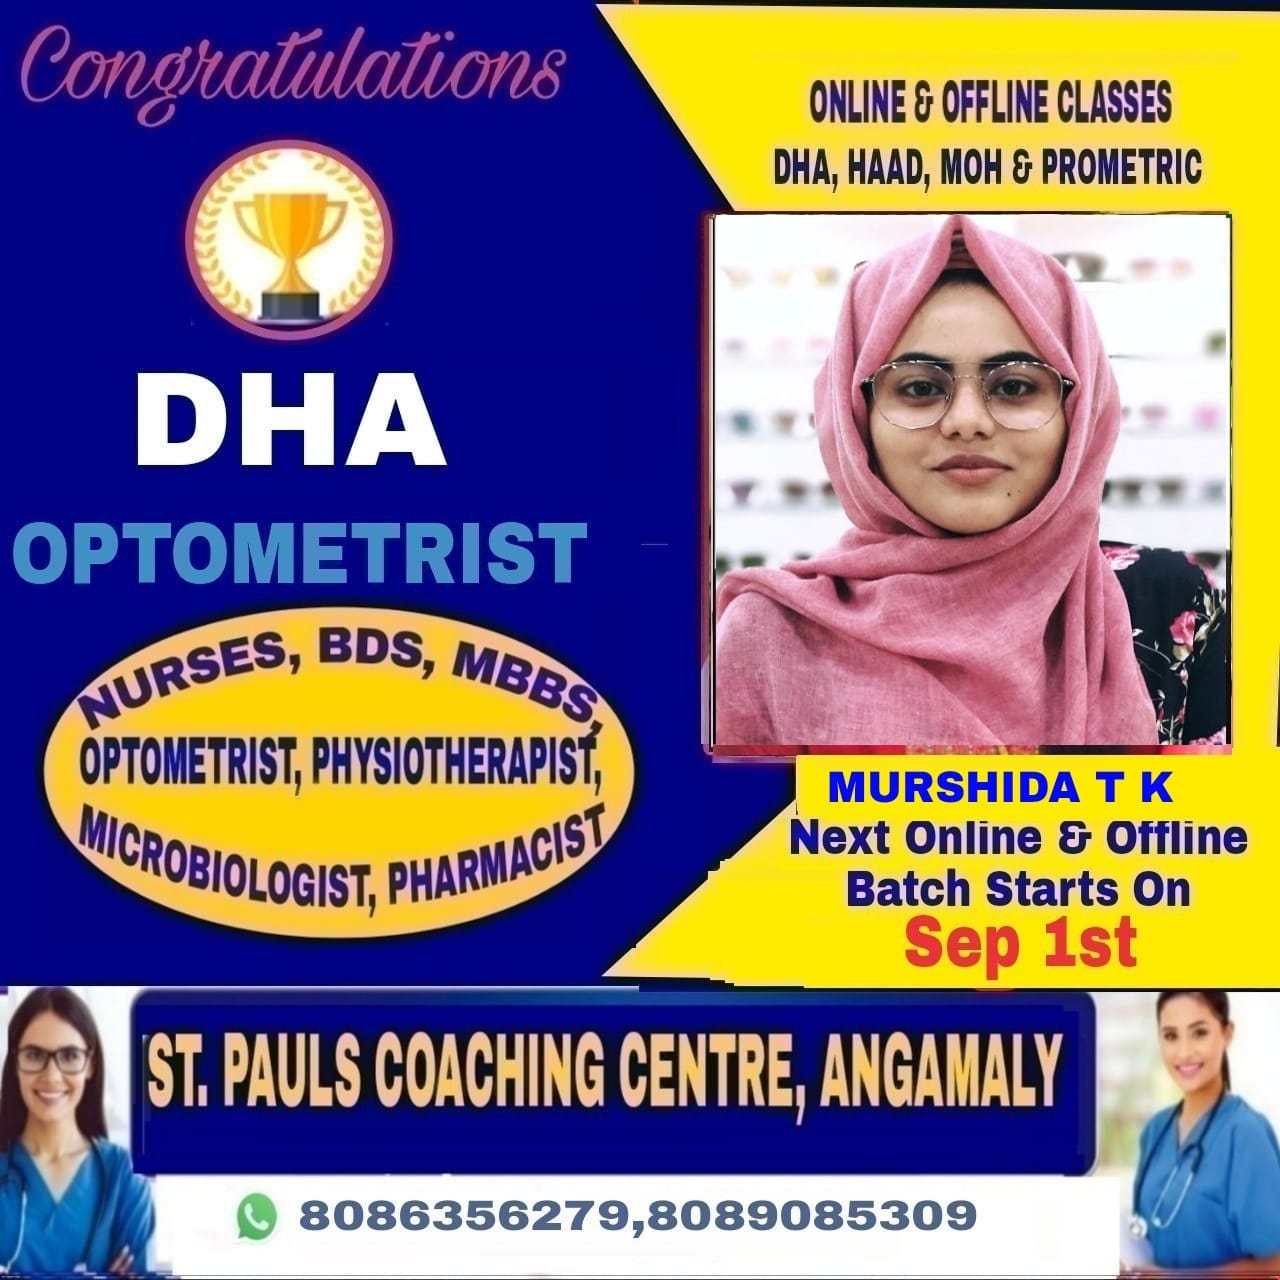 Congratulations
DHA
OPTOMETRIST
NURSES, BDS, MBBS,
OPTOMETRIST, PHYSIOTHERAPIST,
MICROBIOLOGIST, PHARMACIST
ONLINE & OFFLINE CLASSES
DHA, HAAD, MOH & PROMETRIC
MURSHIDA T K
Next Online & Offline
Batch Starts On
Sep 1st
ST. PAULS COACHING CENTRE, ANGAMALY
8086356279,8089085309